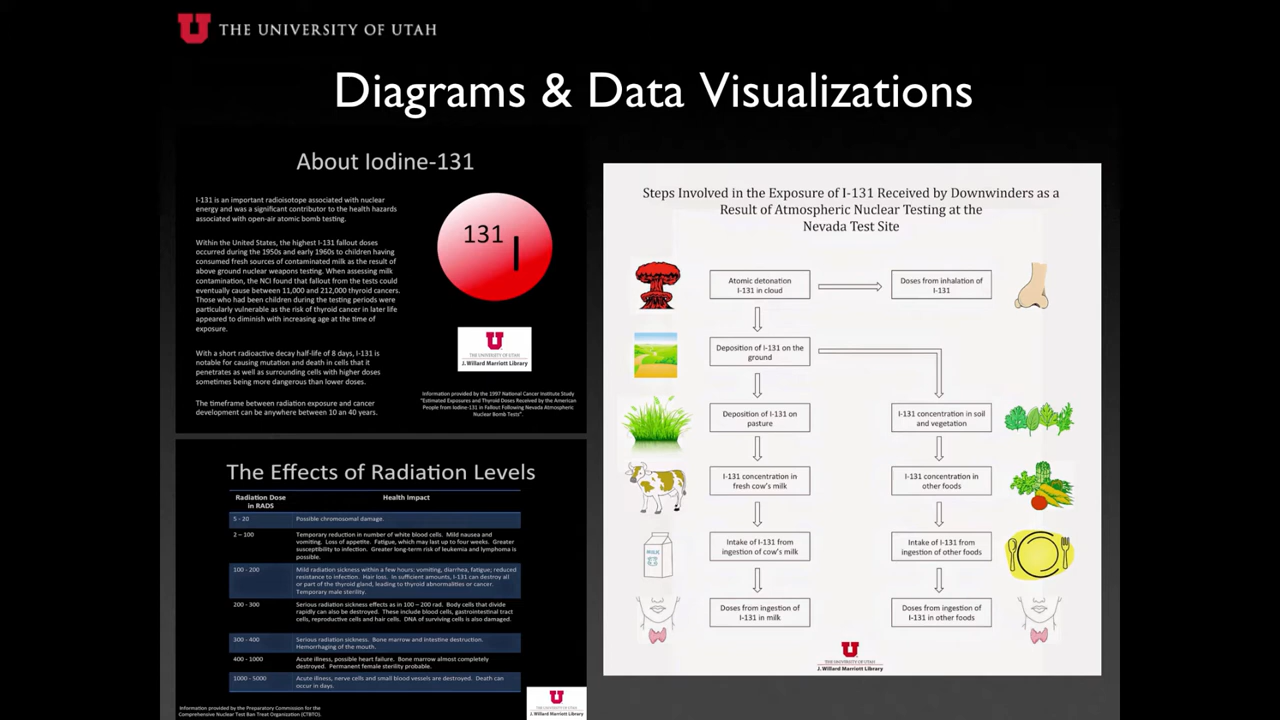 THE UNIVERSITY OF UTAH
Diagrams & Data Visualizations
About Iodine-131
I-131 is an important radioisotope associated with nuclear
energy and was a significant contributor to the health hazards
associated with open-air atomic bomb testing.
Within the United States, the highest I-131 fallout doses
occurred during the 1950s and early 1960s to children having
consumed fresh sources of contaminated milk as the result of
above ground nuclear weapons testing. When assessing milk
contamination, the NCI found that fallout from the tests could
eventually cause between 11,000 and 212,000 thyroid cancers.
Those who had been children during the testing periods were
particularly vulnerable as the risk of thyroid cancer in later life
appeared to diminish with increasing age at the time of
exposure.
With a short radioactive decay half-life of 8 days, I-131 is
notable for causing mutation and death in cells that it
penetrates as well as surrounding cells with higher doses
sometimes being more dangerous than lower doses.
The timeframe between radiation exposure and cancer
development can be anywhere between 10 an 40 years.
131 I
THE UNIVERSITY OF UTAH
J. Willard Marriott Library
Information provided by the 1997 National Cancer Institute Study
"Estimated Exposures and Thyroid Doses Received by the American
People from Iodine-131 in Fallout Following Nevada Atmospheric
Nuclear Bomb Tests".
The Effects of Radiation Levels
Radiation Dose Health Impact
in RADS
5 - 20 Possible chromosomal damage.
2 – 100 Temporary reduction in number of white blood cells. Mild nausea and
vomiting. Loss of appetite. Fatigue, which may last up to four weeks. Greater
susceptibility to infection. Greater long-term risk of leukemia and lymphoma is
possible.
100 - 200 Mild radiation sickness within a few hours: vomiting, diarrhea, fatigue; reduced
resistance to infection. Hair loss. In sufficient amounts, I-131 can destroy all
or part of the thyroid gland, leading to thyroid abnormalities or cancer.
Temporary male sterility.
200 - 300 Serious radiation sickness effects as in 100 – 200 rad. Body cells that divide
rapidly can also be destroyed. These include blood cells, gastrointestinal tract
cells, reproductive cells and hair cells. DNA of surviving cells is also damaged.
300 - 400 Serious radiation sickness. Bone marrow and intestine destruction.
Hemorrhaging of the mouth.
400 - 1000 Acute illness, possible heart failure. Bone marrow almost completely
destroyed. Permanent female sterility probable.
1000 - 5000 Acute illness, nerve cells and small blood vessels are destroyed. Death can
occur in days.
Information provided by the Preparatory Commission for the
Comprehensive Nuclear Test Ban Treat Organization (CTBTO).
THE UNIVERSITY OF UTAH
J. Willard Marriott Library
Steps Involved in the Exposure of I-131 Received by Downwinders as a
Result of Atmospheric Nuclear Testing at the
Nevada Test Site
Atomic detonation
I-131 in cloud
Doses from inhalation of
I-131
Deposition of I-131 on the
ground
Deposition of I-131 on
pasture
I-131 concentration in soil
and vegetation
I-131 concentration in
fresh cow's milk
I-131 concentration in
other foods
MILK
Intake of I-131 from
ingestion of cow's milk
Intake of I-131 from
ingestion of other foods
Doses from ingestion of
I-131 in milk
Doses from ingestion of
I-131 in other foods
THE UNIVERSITY OF UTAH
J. Willard Marriott Library